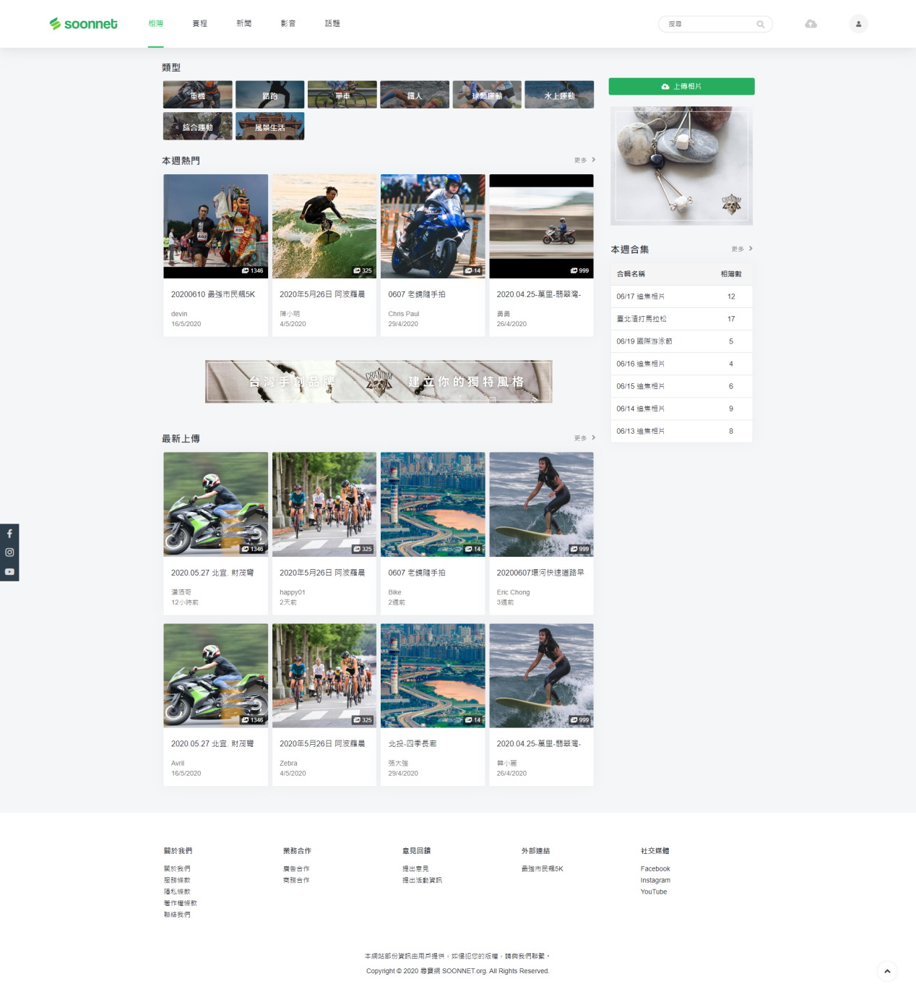 soonnet
相簿
賽程
新聞
影音
話題
搜尋
類型
重機
路跑
單車
鐵人
球類運動
水上運動
綜合運動
風景生活
上傳相片
本週熱門
更多
1346
325
14
999
20200610 最強市民楓5K
2020年5月26日 阿波羅晨
0607 老鏡隨手拍
2020.04.25-萬里-翡翠灣-
devin
陳小明
Chris Paul
黃勇
16/5/2020
4/5/2020
29/4/2020
26/4/2020
CRANIUM
本週合集
更多
合輯名稱 相簿數
06/17 追焦相片 12
臺北渣打馬拉松 17
06/19 國際游泳節 5
06/16 追焦相片 4
06/15 追焦相片 6
06/14 追焦相片 9
06/13 追焦相片 8
台灣手創品牌 CRANIUM 建立你的獨特風格
最新上傳
更多
1346
325
14
999
2020.05.27 北宜. 財茂彎
2020年5月26日 阿波羅晨
0607 老鏡隨手拍
20200607環河快速道路早
瀟洒哥
happy01
Bike
Eric Chong
12小時前
2天前
2週前
3週前
1346
325
14
999
2020.05.27 北宜. 財茂彎
2020年5月26日 阿波羅晨
北投-四季長廊
2020.04.25-萬里-翡翠灣-
Avril
Zebra
張大強
韓小麗
16/5/2020
4/5/2020
29/4/2020
26/4/2020
關於我們
關於我們
服務條款
隱私條款
著作權條款
聯絡我們
業務合作
廣告合作
商務合作
意見回饋
提出意見
提出活動資訊
外部連結
最強市民楓5K
社交媒體
Facebook
Instagram
YouTube
本網站部份資訊由用戶提供，如侵犯您的版權，請與我們聯繫。
Copyright © 2020 尋寶網 SOONNET.org. All Rights Reserved.